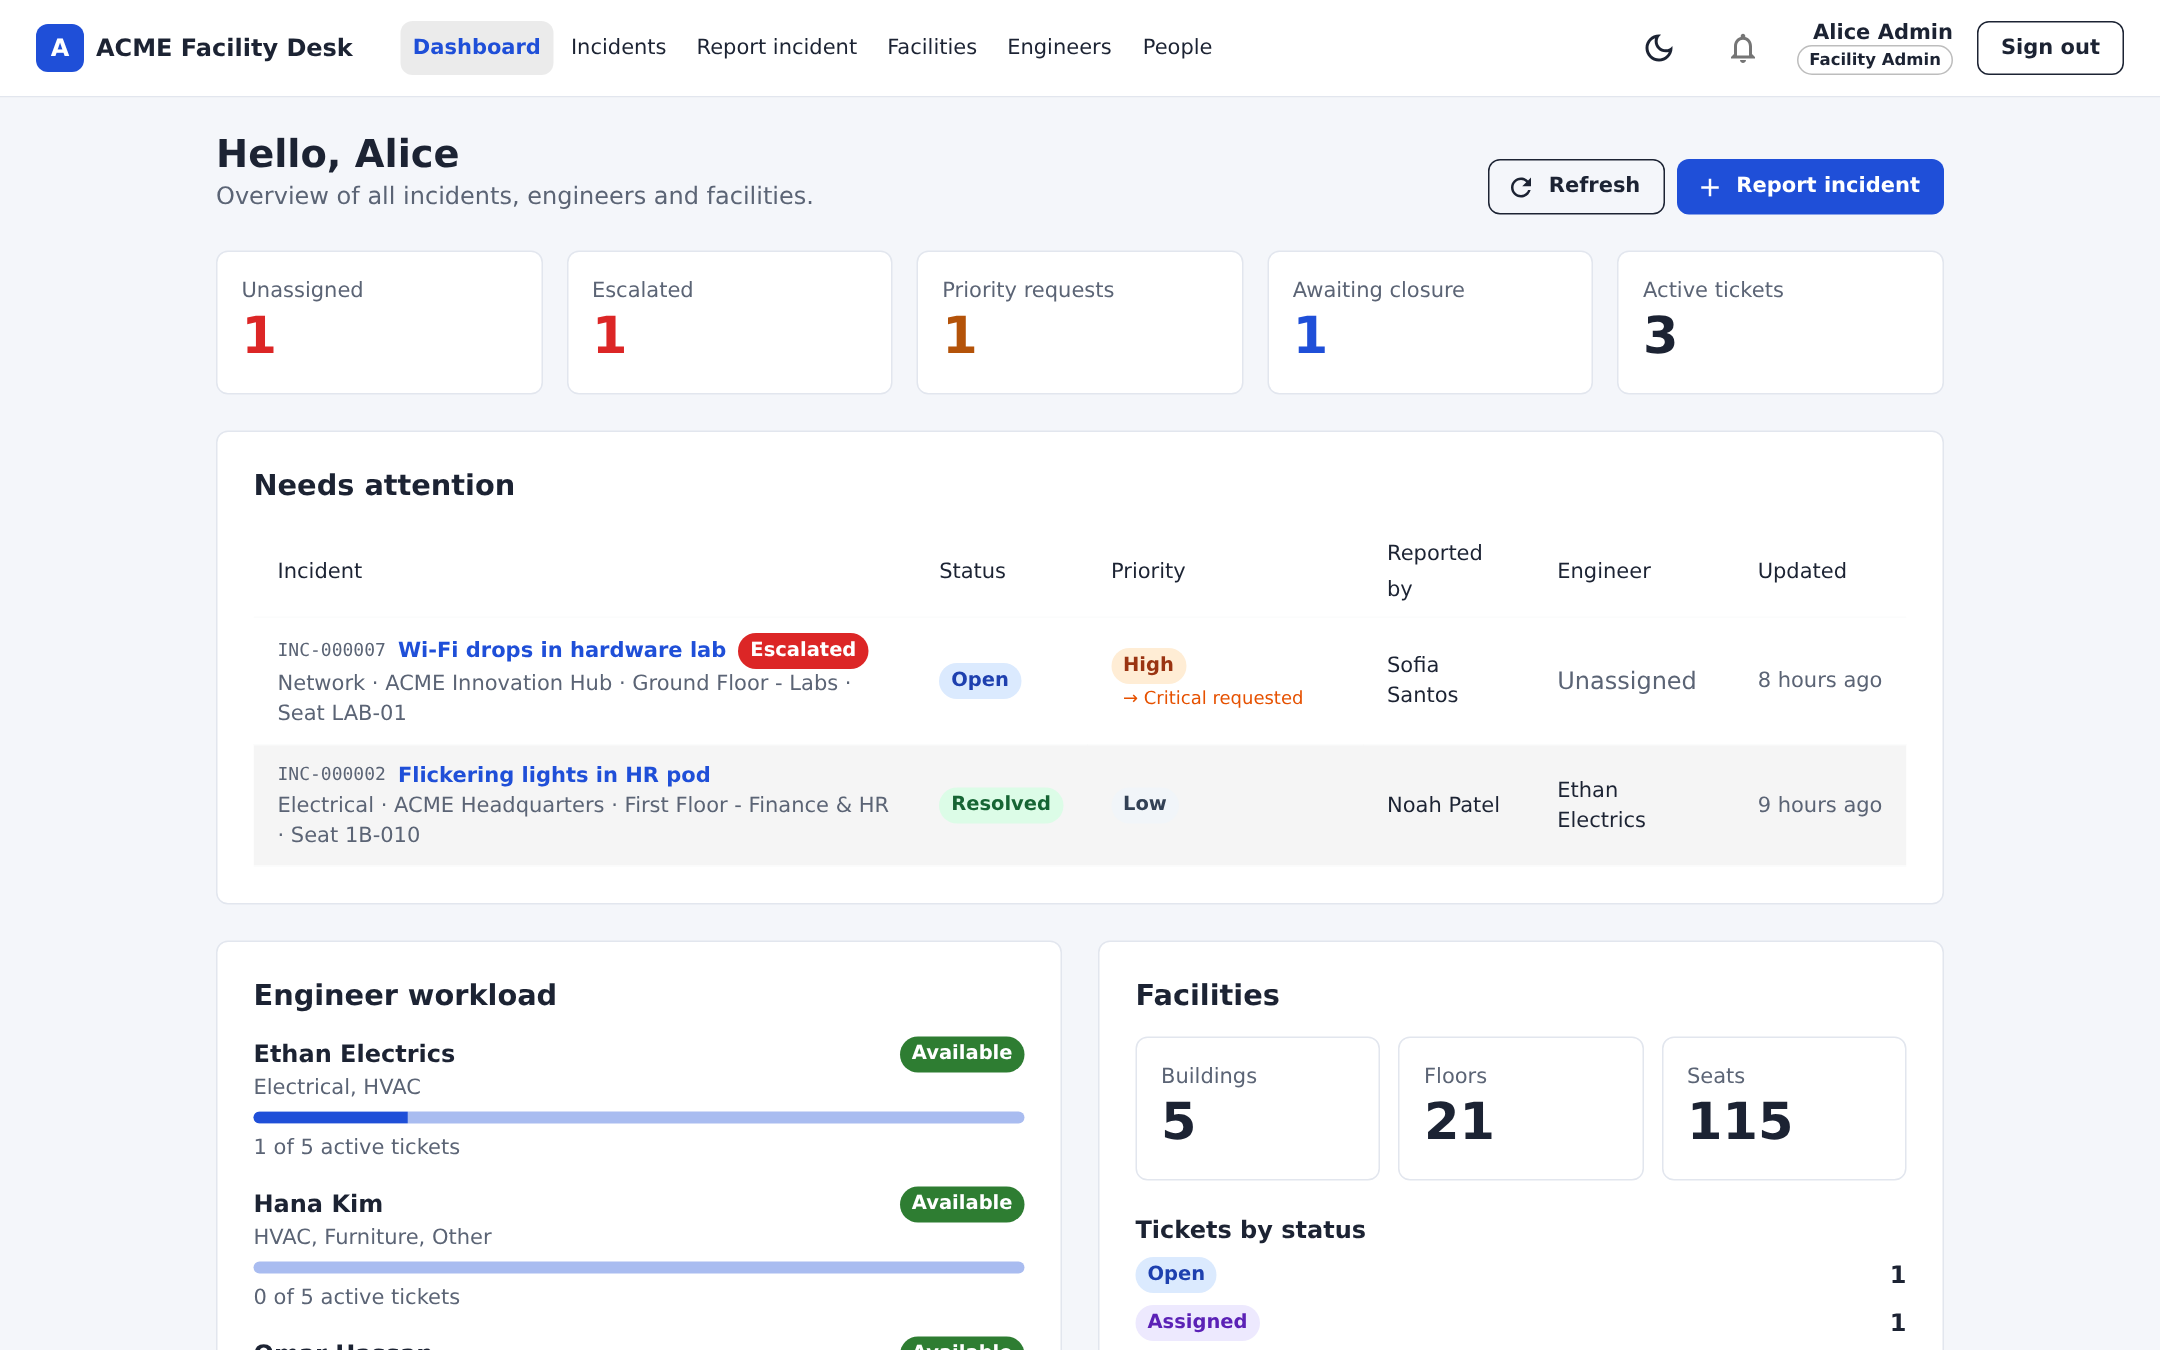 A ACME Facility Desk Dashboard Incidents Report incident Facilities Engineers People Alice Admin Facility Admin Sign out
Hello, Alice
Overview of all incidents, engineers and facilities.
Refresh Report incident
Unassigned
1
Escalated
1
Priority requests
1
Awaiting closure
1
Active tickets
3
Needs attention
Incident Status Priority Reported by Engineer Updated
INC-000007 Wi-Fi drops in hardware lab Escalated
Network · ACME Innovation Hub · Ground Floor - Labs ·
Seat LAB-01
Open
High
→ Critical requested
Sofia
Santos
Unassigned
8 hours ago
INC-000002 Flickering lights in HR pod
Electrical · ACME Headquarters · First Floor - Finance & HR
· Seat 1B-010
Resolved
Low
Noah Patel
Ethan
Electrics
9 hours ago
Engineer workload
Ethan Electrics Available
Electrical, HVAC
1 of 5 active tickets
Hana Kim Available
HVAC, Furniture, Other
0 of 5 active tickets
Omar Hassan Available
Facilities
Buildings
5
Floors
21
Seats
115
Tickets by status
Open 1
Assigned 1